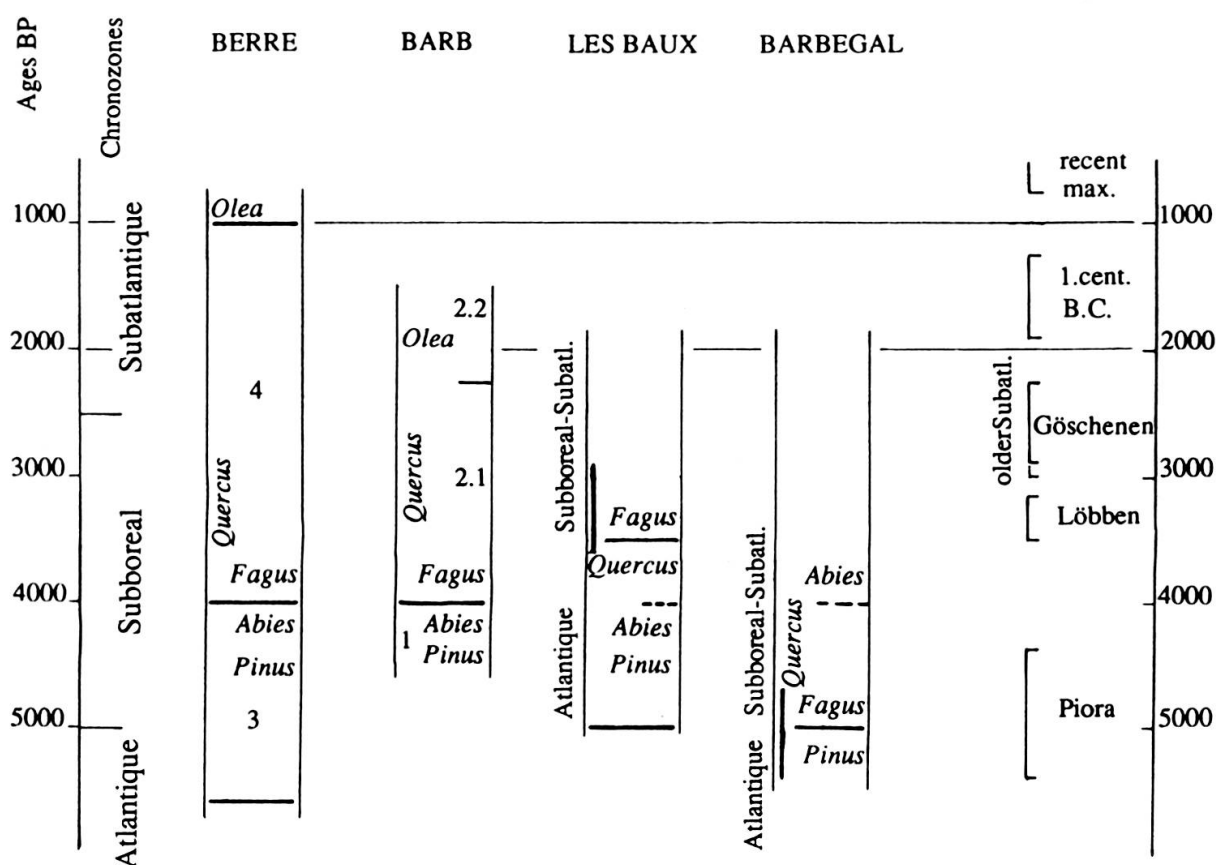 Ages BP
Chronozones
BERRE
BARB
LES BAUX
BARBEGAL
1000
2000
3000
4000
5000
Subatlantique
Subboreal
Atlantique
Olea
4
Quercus
Fagus
Abies
Pinus
3
2.2
Olea
Quercus
2.1
Fagus
1 Abies
Pinus
Subboreal-Subatl.
Atlantique
Fagus
Quercus
Abies
Pinus
Subboreal-Subatl.
Atlantique
Abies
Quercus
Fagus
Pinus
recent
max.
1.cent.
B.C.
olderSubatl.
Göschenen
Löbben
Piora
1000
2000
3000
4000
5000